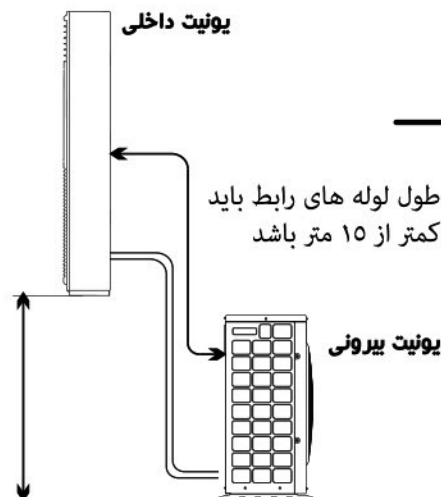 یونیت داخلی
طول لوله های رابط باید
کمتر از ۱۵ متر باشد
یونیت بیرونی